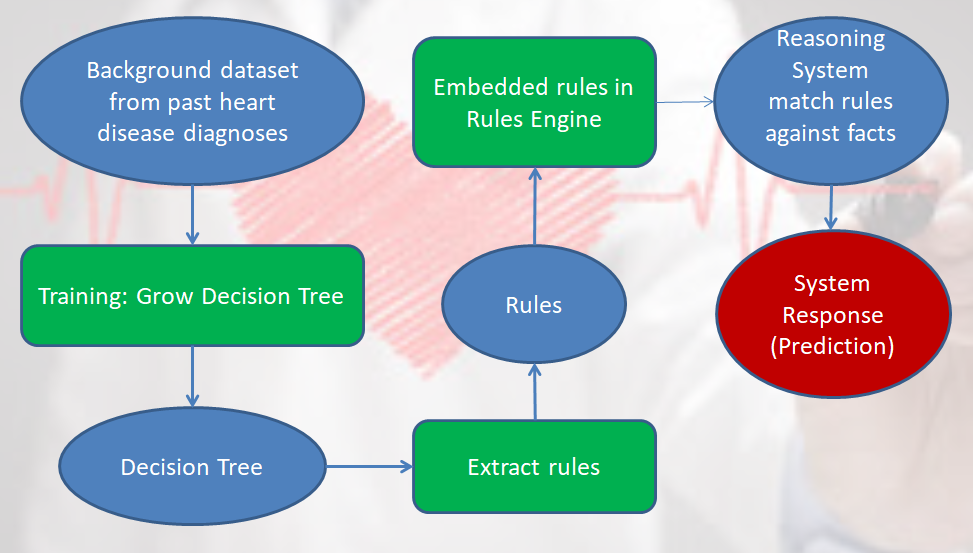 Background dataset
from past heart
disease diagnoses
Training: Grow Decision Tree
Decision Tree
Extract rules
Rules
Embedded rules in
Rules Engine
Reasoning
System
match rules
against facts
System
Response
(Prediction)